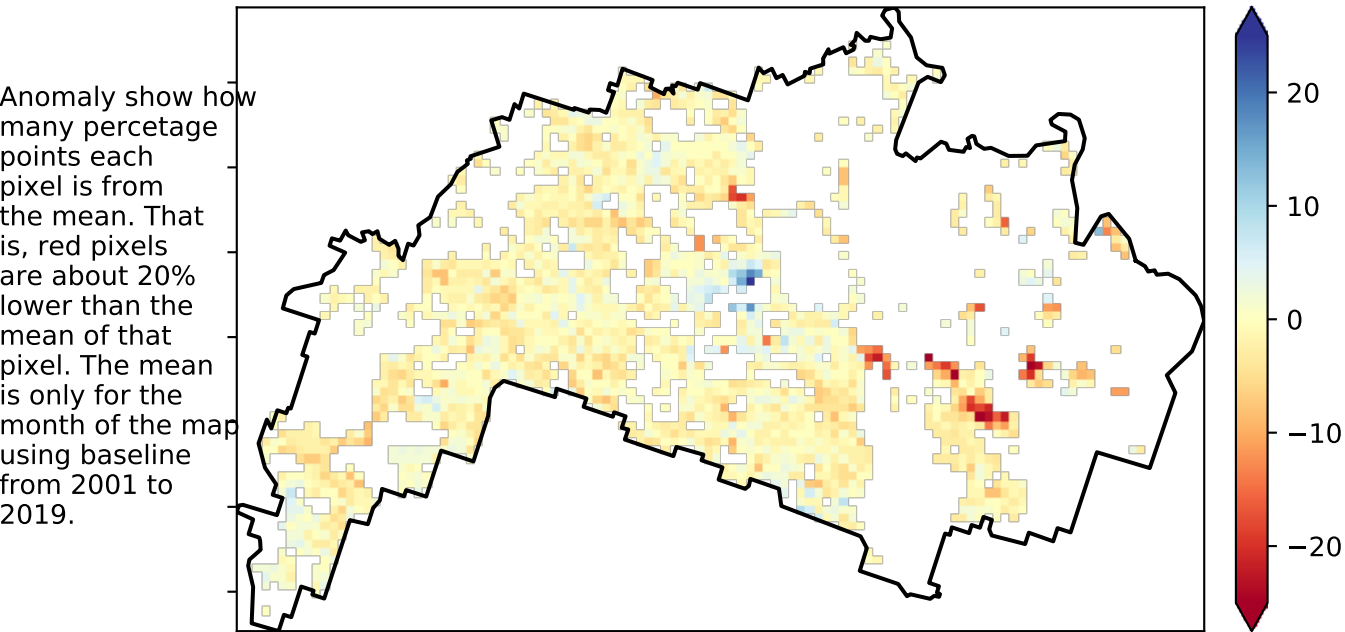 Anomaly show how
many percetage
points each
pixel is from
the mean. That
is, red pixels
are about 20%
lower than the
mean of that
pixel. The mean
is only for the
month of the map
using baseline
from 2001 to
2019.
20
10
0
−10
−20